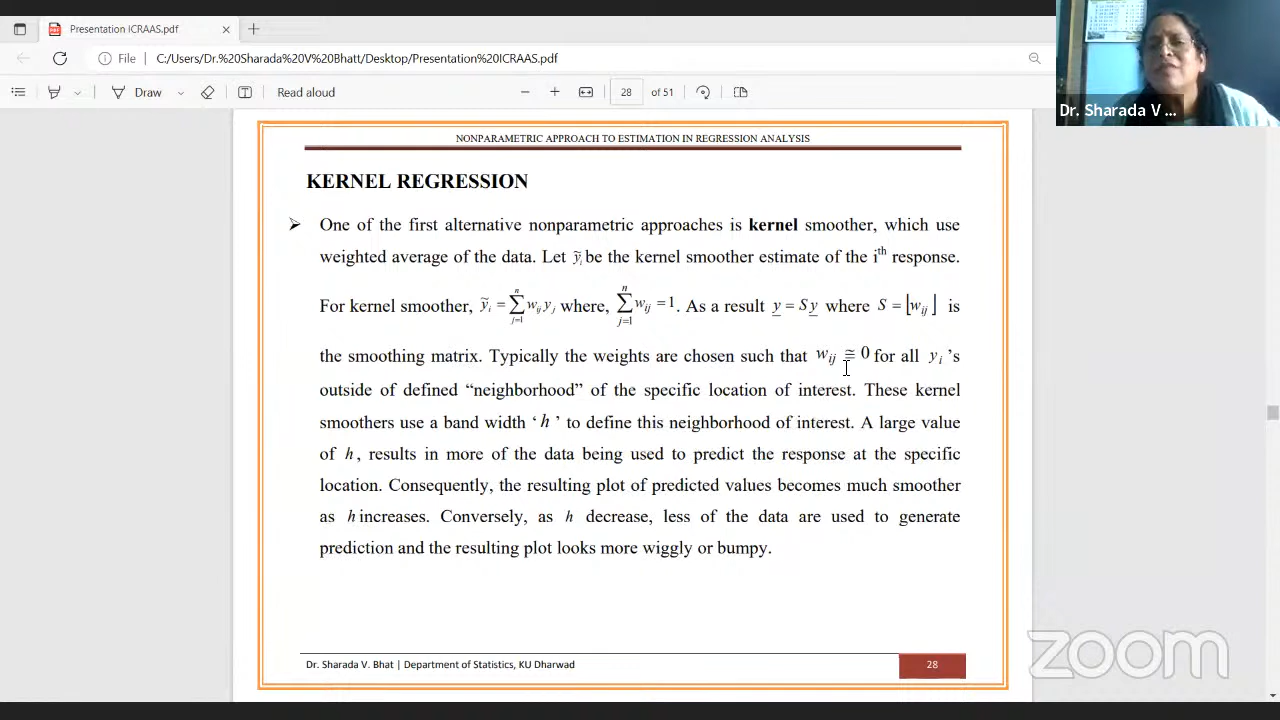 Presentation ICRAAS.pdf
File
C:/Users/Dr.%20Sharada%20V%20Bhatt/Desktop/Presentation%20ICRAAS.pdf
Draw
Read aloud
28
of 51
Dr. Sharada V ...
NONPARAMETRIC APPROACH TO ESTIMATION IN REGRESSION ANALYSIS
KERNEL REGRESSION
➢ One of the first alternative nonparametric approaches is kernel smoother, which use
weighted average of the data. Let ỹᵢ be the kernel smoother estimate of the iᵗʰ response.
For kernel smoother, ỹᵢ = ∑ⁿⱼ₌₁ wᵢⱼ yⱼ where, ∑ⁿⱼ₌₁ wᵢⱼ = 1. As a result y = S y where S = ⌊wᵢⱼ⌋ is
the smoothing matrix. Typically the weights are chosen such that wᵢⱼ ≅ 0 for all yᵢ 's
outside of defined “neighborhood” of the specific location of interest. These kernel
smoothers use a band width ‘ h ’ to define this neighborhood of interest. A large value
of h, results in more of the data being used to predict the response at the specific
location. Consequently, the resulting plot of predicted values becomes much smoother
as h increases. Conversely, as h decrease, less of the data are used to generate
prediction and the resulting plot looks more wiggly or bumpy.
Dr. Sharada V. Bhat | Department of Statistics, KU Dharwad
28
zoom